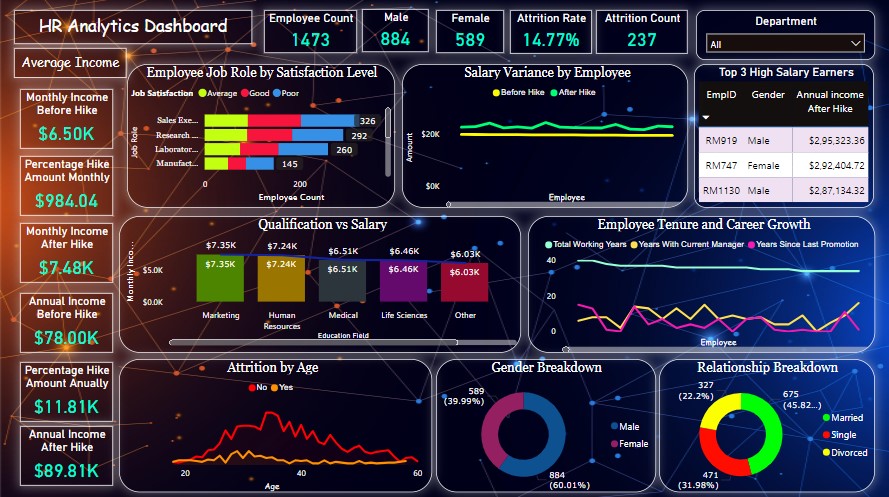 HR Analytics Dashboard
Employee Count
1473
Male
884
Female
589
Attrition Rate
14.77%
Attrition Count
237
Department
All
Average Income
Monthly Income
Before Hike
$6.50K
Percentage Hike
Amount Monthly
$984.04
Monthly Income
After Hike
$7.48K
Annual Income
Before Hike
$78.00K
Percentage Hike
Amount Anually
$11.81K
Annual Income
After Hike
$89.81K
Employee Job Role by Satisfaction Level
Job Satisfaction Average Good Poor
Job Role
Sales Exe... 326
Research ... 292
Laborator... 260
Manufact... 145
0 200
Employee Count
Salary Variance by Employee
Before Hike After Hike
Amount
$20K
$0K
Employee
Top 3 High Salary Earners
EmpID Gender Annual income
After Hike
RM919 Male $2,95,323.36
RM747 Female $2,92,404.72
RM1130 Male $2,87,134.32
Qualification vs Salary
Monthly Inco...
$5.0K
$0.0K
$7.35K $7.24K $6.51K $6.46K $6.03K
$7.35K $7.24K $6.51K $6.46K $6.03K
Marketing Human Medical Life Sciences Other
Resources
Education Field
Employee Tenure and Career Growth
Total Working Years Years With Current Manager Years Since Last Promotion
40
20
0
Employee
Attrition by Age
No Yes
20 40 60
Age
Gender Breakdown
589
(39.99%)
Male
Female
884
(60.01%)
Relationship Breakdown
327
(22.2%)
675
(45.82...)
Married
Single
Divorced
471
(31.98%)